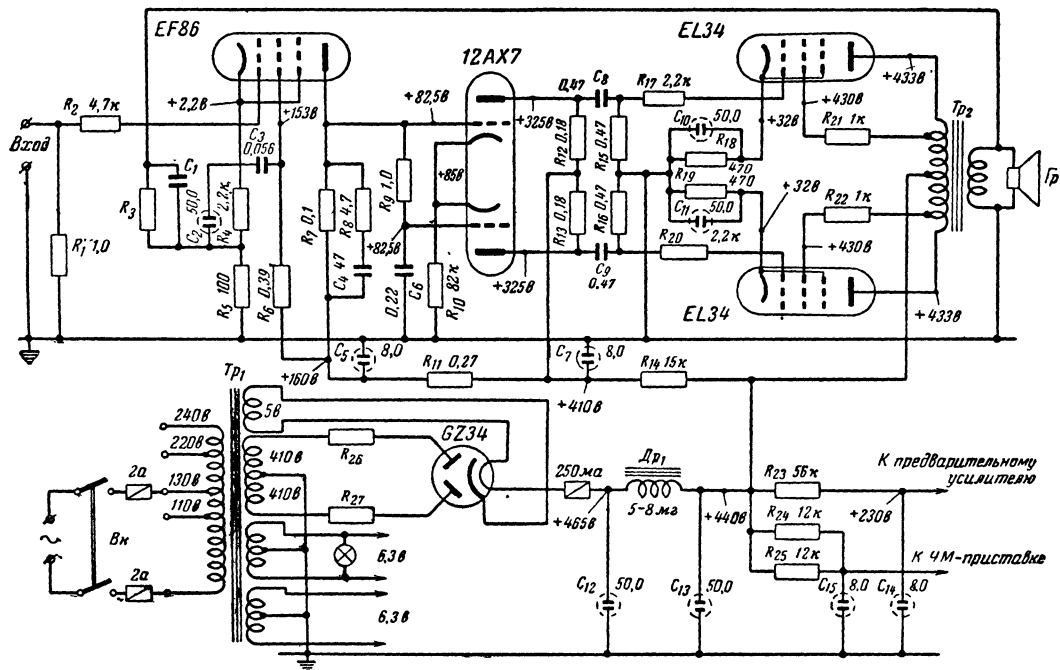 EF86
12AX7
EL34
+433в
R₂ 4,7к
+2,2в
+153в
+82,5в
0,47
C₈
R₁₇ 2,2к
+430в
R₂₁ 1к
Тр₂
Вход
C₃
0,056
+325в
C₁₀
50,0
+32в
C₁
50,0
2,2к
R₁₂ 0,18
R₁₅ 0,47
R₁₈
470
R₃
C₂
R₄
R₇ 0,1
R₈ 4,7
R₉ 1,0
+85в
R₁₉
470
Гр
R₁ 1,0
R₁₃ 0,18
R₁₆ 0,47
C₁₁
50,0
+32в
R₂₂ 1к
+82,5в
2,2к
R₂₀
+430в
R₅ 100
R₆ 0,39
C₄ 47
0,22
C₆
R₁₀ 82к
+325в
C₉
0,47
EL34
+433в
C₅
8,0
R₁₁ 0,27
C₇
8,0
R₁₄ 15к
+160в
+410в
Тр₁
5в
GZ34
240в
220в
130в
110в
410в
410в
R₂₆
R₂₇
250ма
Др₁
5-8мг
R₂₃ 56к
К предварительному
усилителю
2а
Вк
+465в
+440в
+230в
R₂₄ 12к
R₂₅ 12к
К ЧМ-приставке
6,3в
2а
C₁₂
50,0
C₁₃
50,0
C₁₅
8,0
C₁₄
8,0
6,3в